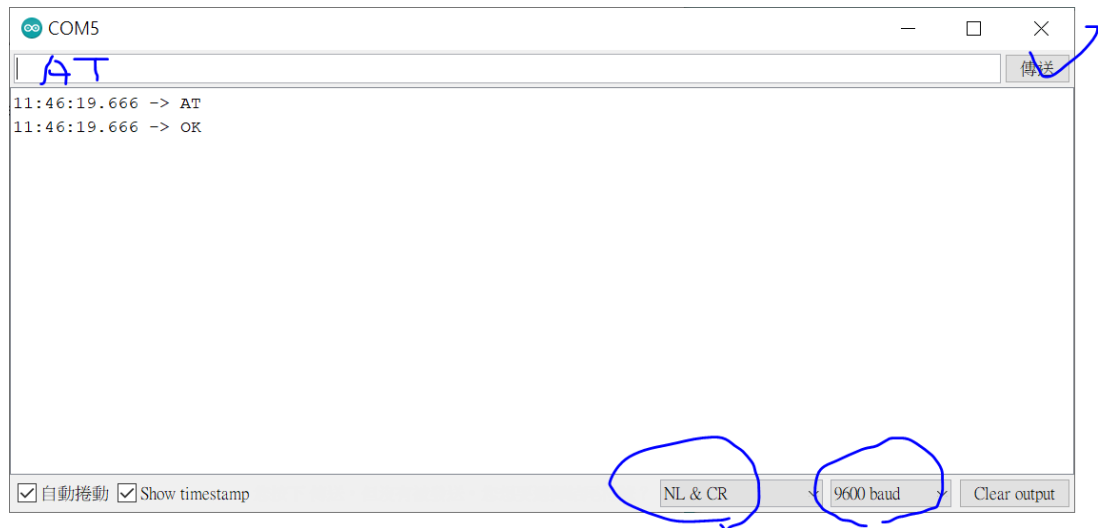 COM5
AT
傳送
11:46:19.666 -> AT
11:46:19.666 -> OK
自動捲動 Show timestamp NL & CR 9600 baud Clear output